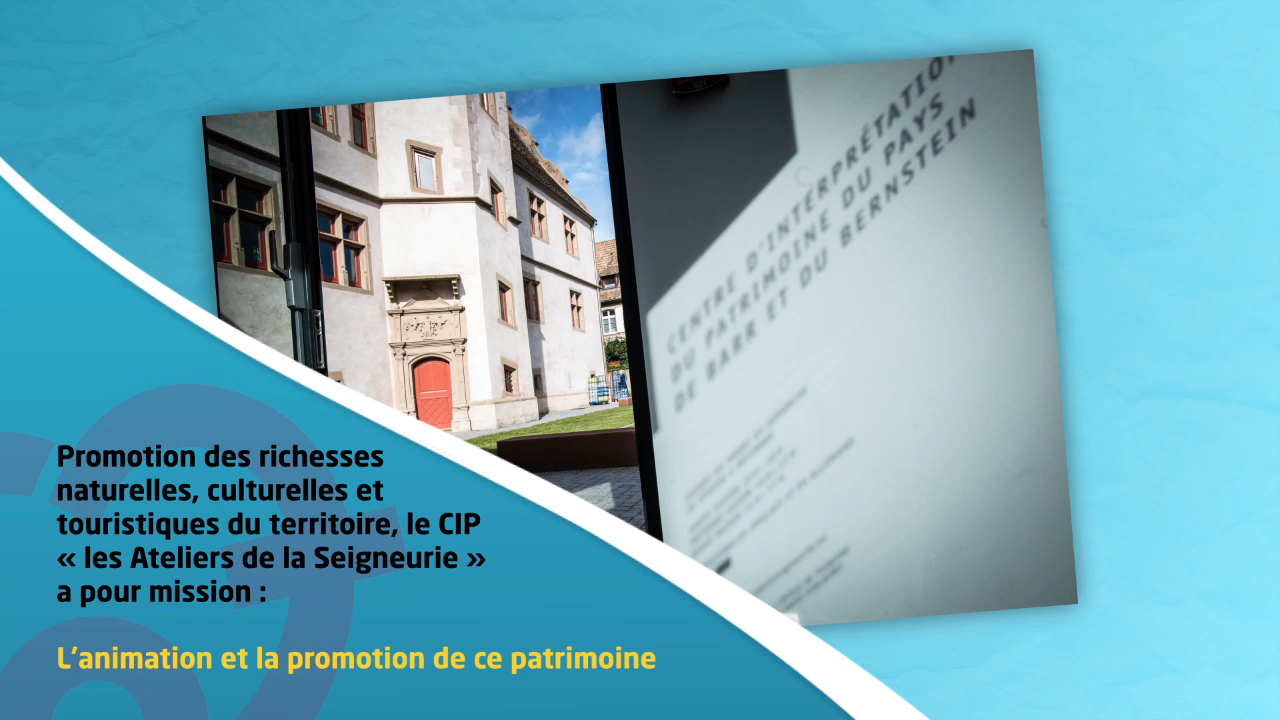 CENTRE D'INTERPRÉTATION
DU PATRIMOINE DU PAYS
DE BARR ET DU BERNSTEIN
Promotion des richesses
naturelles, culturelles et
touristiques du territoire, le CIP
« les Ateliers de la Seigneurie »
a pour mission :
L'animation et la promotion de ce patrimoine